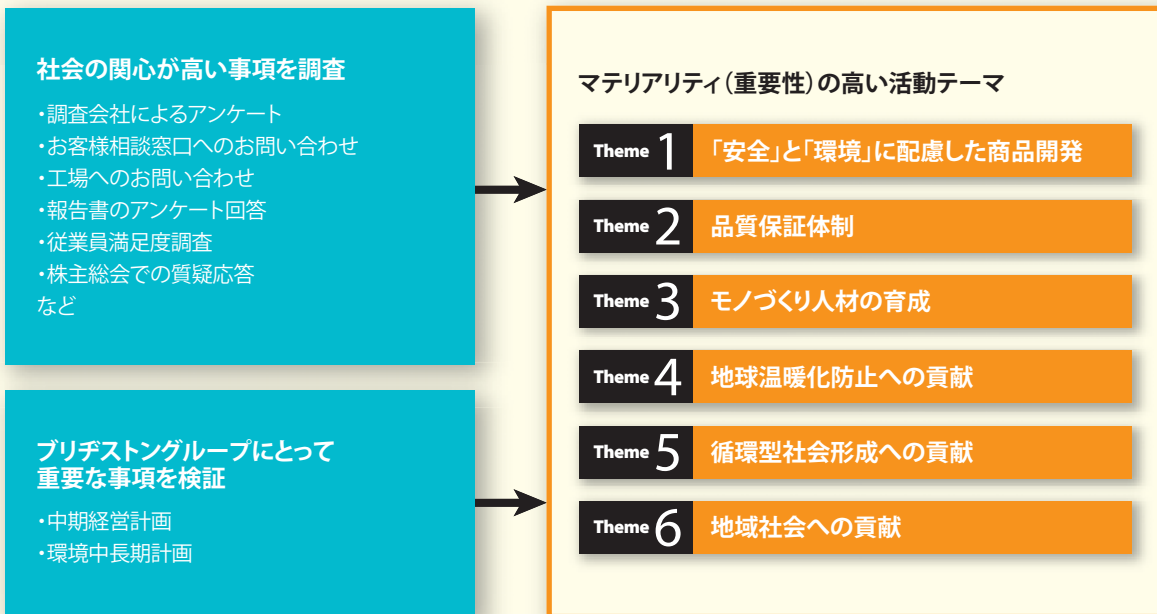 社会の関心が高い事項を調査
・調査会社によるアンケート
・お客様相談窓口へのお問い合わせ
・工場へのお問い合わせ
・報告書のアンケート回答
・従業員満足度調査
・株主総会での質疑応答
など
ブリヂストングループにとって
重要な事項を検証
・中期経営計画
・環境中長期計画
マテリアリティ（重要性）の高い活動テーマ
Theme 1 「安全」と「環境」に配慮した商品開発
Theme 2 品質保証体制
Theme 3 モノづくり人材の育成
Theme 4 地球温暖化防止への貢献
Theme 5 循環型社会形成への貢献
Theme 6 地域社会への貢献